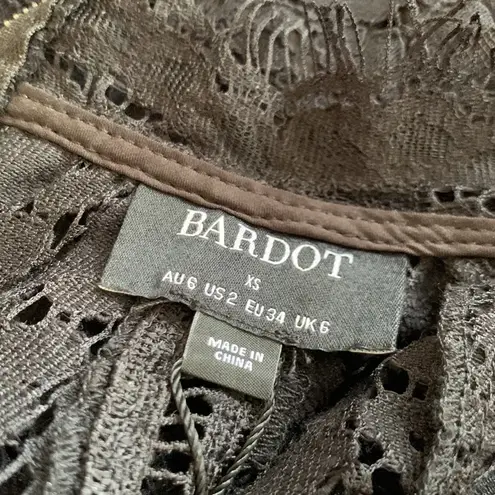 BARDOT
XS
AU 6 US 2 EU 34 UK 6
MADE IN
CHINA